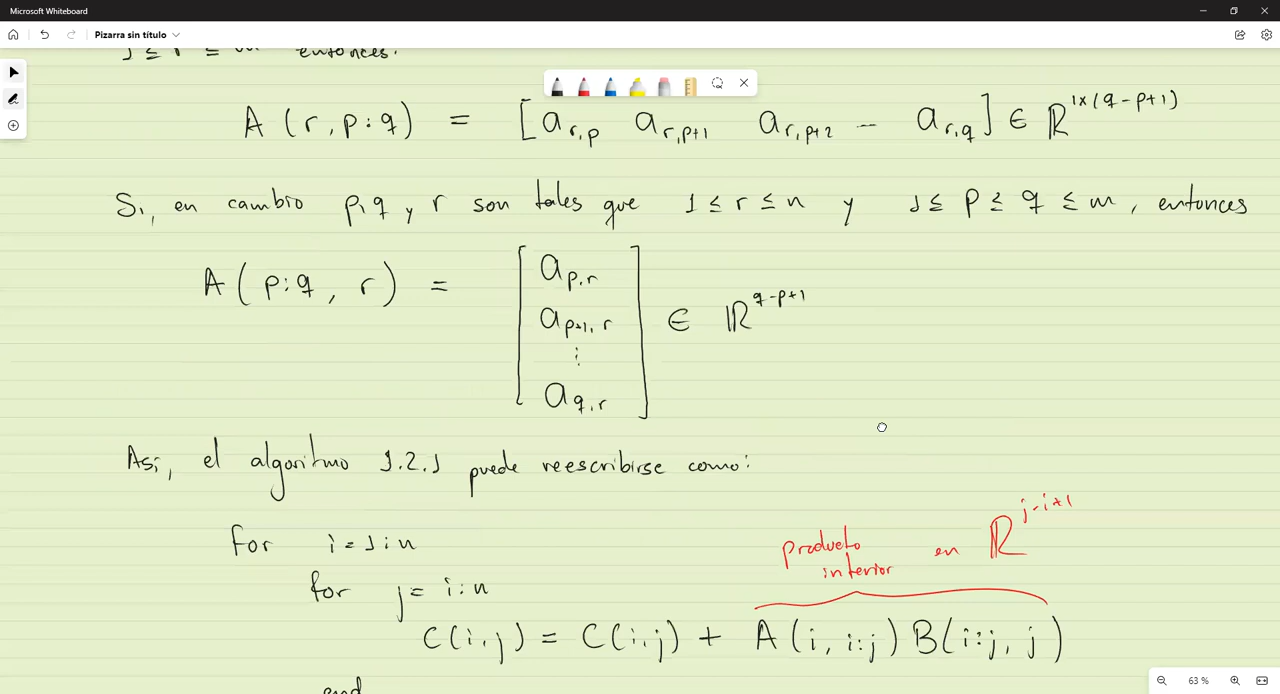 Microsoft Whiteboard
Pizarra sin título
1 ≤ r ≤ m entonces:
A(r, p:q) = [a_{r,p} a_{r,p+1} a_{r,p+2} … a_{r,q}] ∈ ℝ^{1×(q-p+1)}
Si, en cambio p,q y r son tales que 1 ≤ r ≤ n y 1 ≤ p ≤ q ≤ m, entonces
A(p:q, r) = [a_{p,r}
a_{p+1,r}
⋮
a_{q,r}] ∈ ℝ^{q-p+1}
Así, el algoritmo 1.2.1 puede reescribirse como:
for i=1:n
producto interior en ℝ^{j-i+1}
for j= i:n
C(i,j) = C(i,j) + A(i, i:j) B(i:j, j)
end
63 %